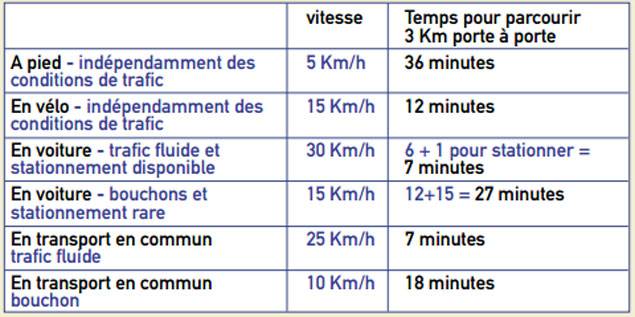 vitesse Temps pour parcourir
3 Km porte à porte
A pied - indépendamment des 5 Km/h 36 minutes
conditions de trafic
En vélo - indépendamment des 15 Km/h 12 minutes
conditions de trafic
En voiture - trafic fluide et 30 Km/h 6 + 1 pour stationner =
stationnement disponible 7 minutes
En voiture - bouchons et 15 Km/h 12+15 = 27 minutes
stationnement rare
En transport en commun 25 Km/h 7 minutes
trafic fluide
En transport en commun 10 Km/h 18 minutes
bouchon